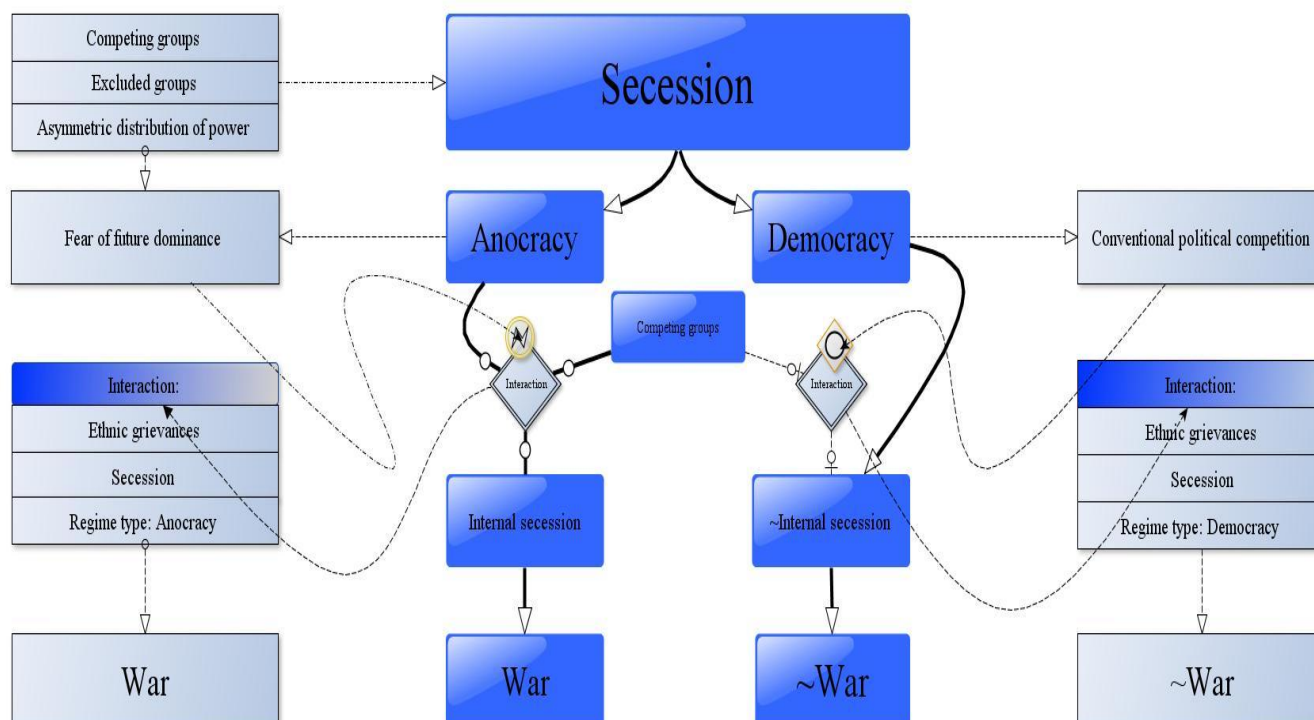 Competing groups
Excluded groups
Asymmetric distribution of power
Secession
Fear of future dominance
Anocracy
Democracy
Conventional political competition
Competing groups
Interaction
Interaction
Interaction:
Ethnic grievances
Secession
Regime type: Anocracy
Internal secession
~Internal secession
Interaction:
Ethnic grievances
Secession
Regime type: Democracy
War
War
~War
~War